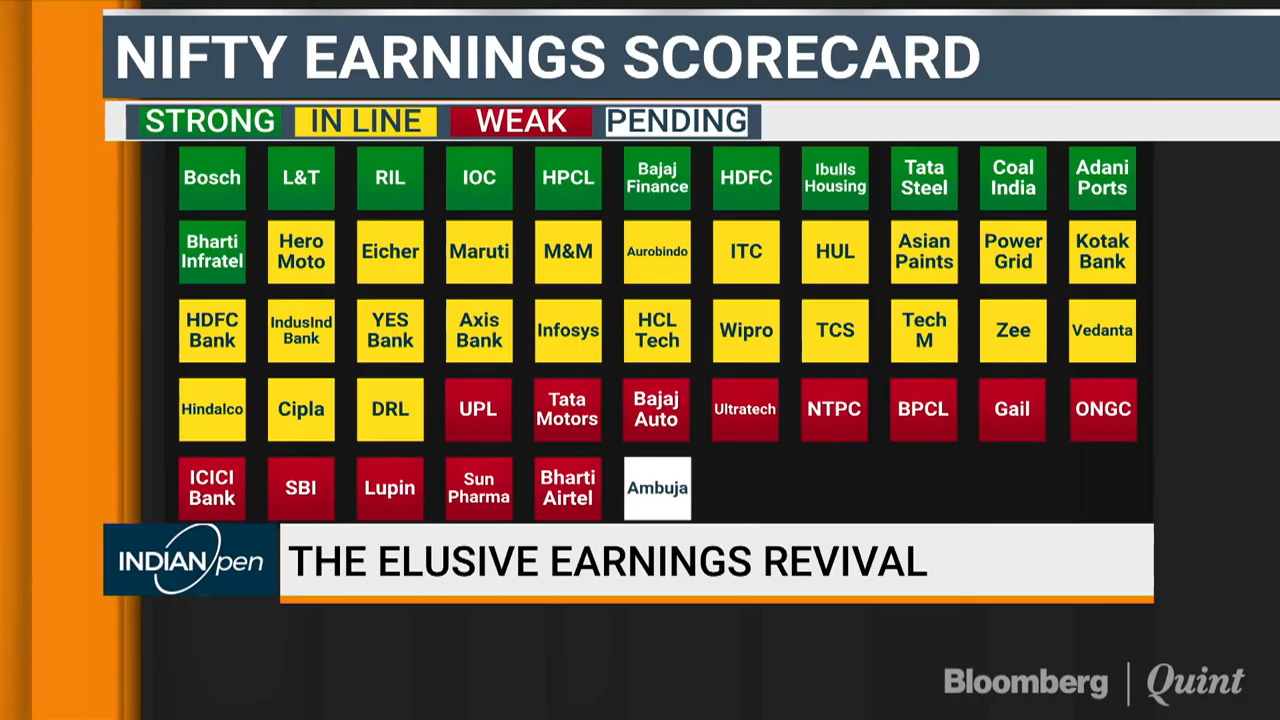 NIFTY EARNINGS SCORECARD
STRONG IN LINE WEAK PENDING
Bosch L&T RIL IOC HPCL Bajaj Finance HDFC Ibulls Housing Tata Steel Coal India Adani Ports
Bharti Infratel Hero Moto Eicher Maruti M&M Aurobindo ITC HUL Asian Paints Power Grid Kotak Bank
HDFC Bank IndusInd Bank YES Bank Axis Bank Infosys HCL Tech Wipro TCS Tech M Zee Vedanta
Hindalco Cipla DRL UPL Tata Motors Bajaj Auto Ultratech NTPC BPCL Gail ONGC
ICICI Bank SBI Lupin Sun Pharma Bharti Airtel Ambuja
INDIAN Open THE ELUSIVE EARNINGS REVIVAL
Bloomberg | Quint